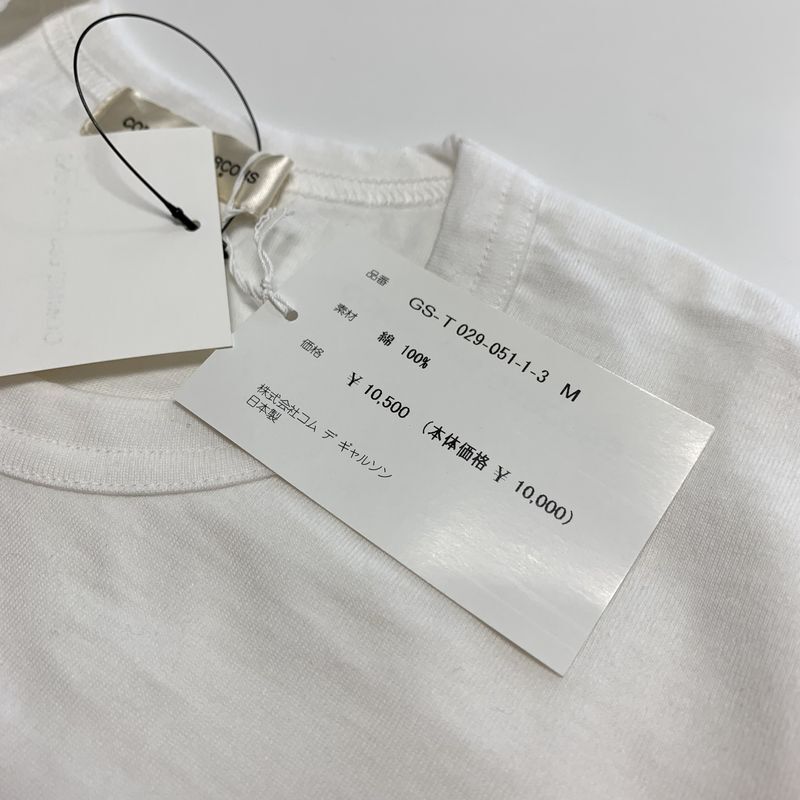 品番 GS-T 029-051-1-3 M
素材 綿 100%
価格 ¥ 10,500 (本体価格 ¥ 10,000)
株式会社コム デ ギャルソン
日本製